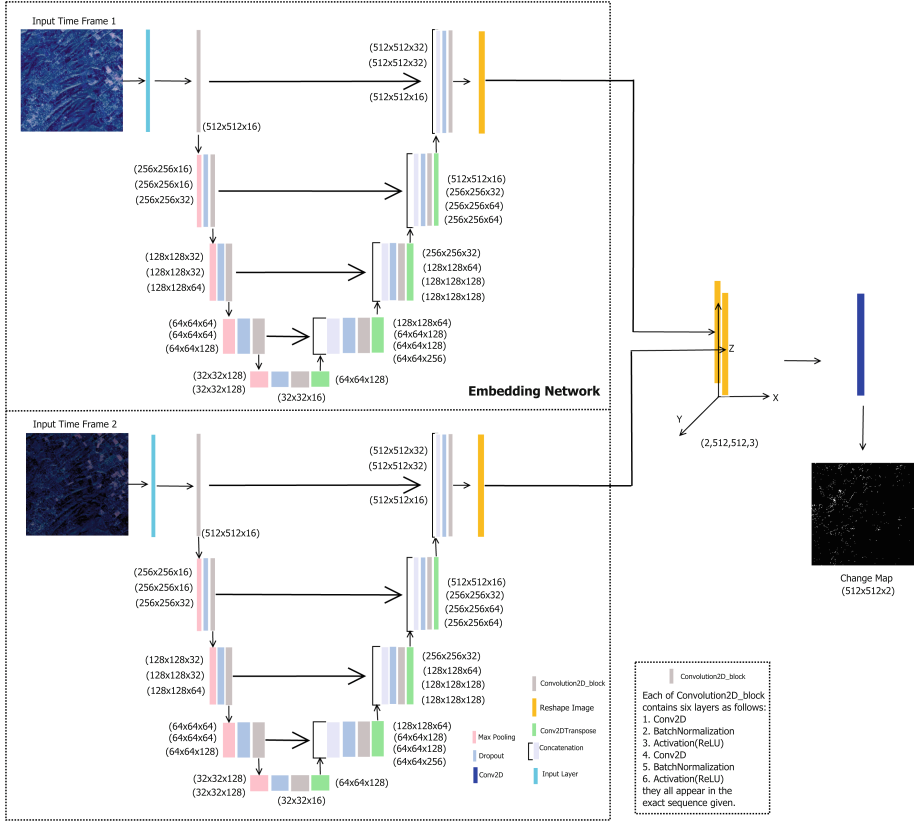 Input Time Frame 1
(512x512x32)
(512x512x32)
(512x512x16)
(512x512x16)
(256x256x16)
(256x256x16)
(256x256x32)
(512x512x16)
(256x256x32)
(256x256x64)
(256x256x64)
(128x128x32)
(128x128x32)
(128x128x64)
(256x256x32)
(128x128x64)
(128x128x128)
(128x128x128)
(64x64x64)
(64x64x64)
(64x64x128)
(128x128x64)
(64x64x128)
(64x64x128)
(64x64x256)
(32x32x128)
(32x32x128)
(64x64x128)
(32x32x16)
Embedding Network
Input Time Frame 2
(512x512x32)
(512x512x32)
(512x512x16)
(512x512x16)
(256x256x16)
(256x256x16)
(256x256x32)
(512x512x16)
(256x256x32)
(256x256x64)
(256x256x64)
(128x128x32)
(128x128x32)
(128x128x64)
(256x256x32)
(128x128x64)
(128x128x128)
(128x128x128)
(64x64x64)
(64x64x64)
(64x64x128)
(128x128x64)
(64x64x128)
(64x64x128)
(64x64x256)
(32x32x128)
(32x32x128)
(64x64x128)
(32x32x16)
Max Pooling
Dropout
Conv2D
Convolution2D_block
Reshape Image
Conv2DTranspose
Concatenation
Input Layer
Z
X
Y
(2,512,512,3)
Change Map
(512x512x2)
Convolution2D_block
Each of Convolution2D_block
contains six layers as follows:
1. Conv2D
2. BatchNormalization
3. Activation(ReLU)
4. Conv2D
5. BatchNormalization
6. Activation(ReLU)
they all appear in the
exact sequence given.